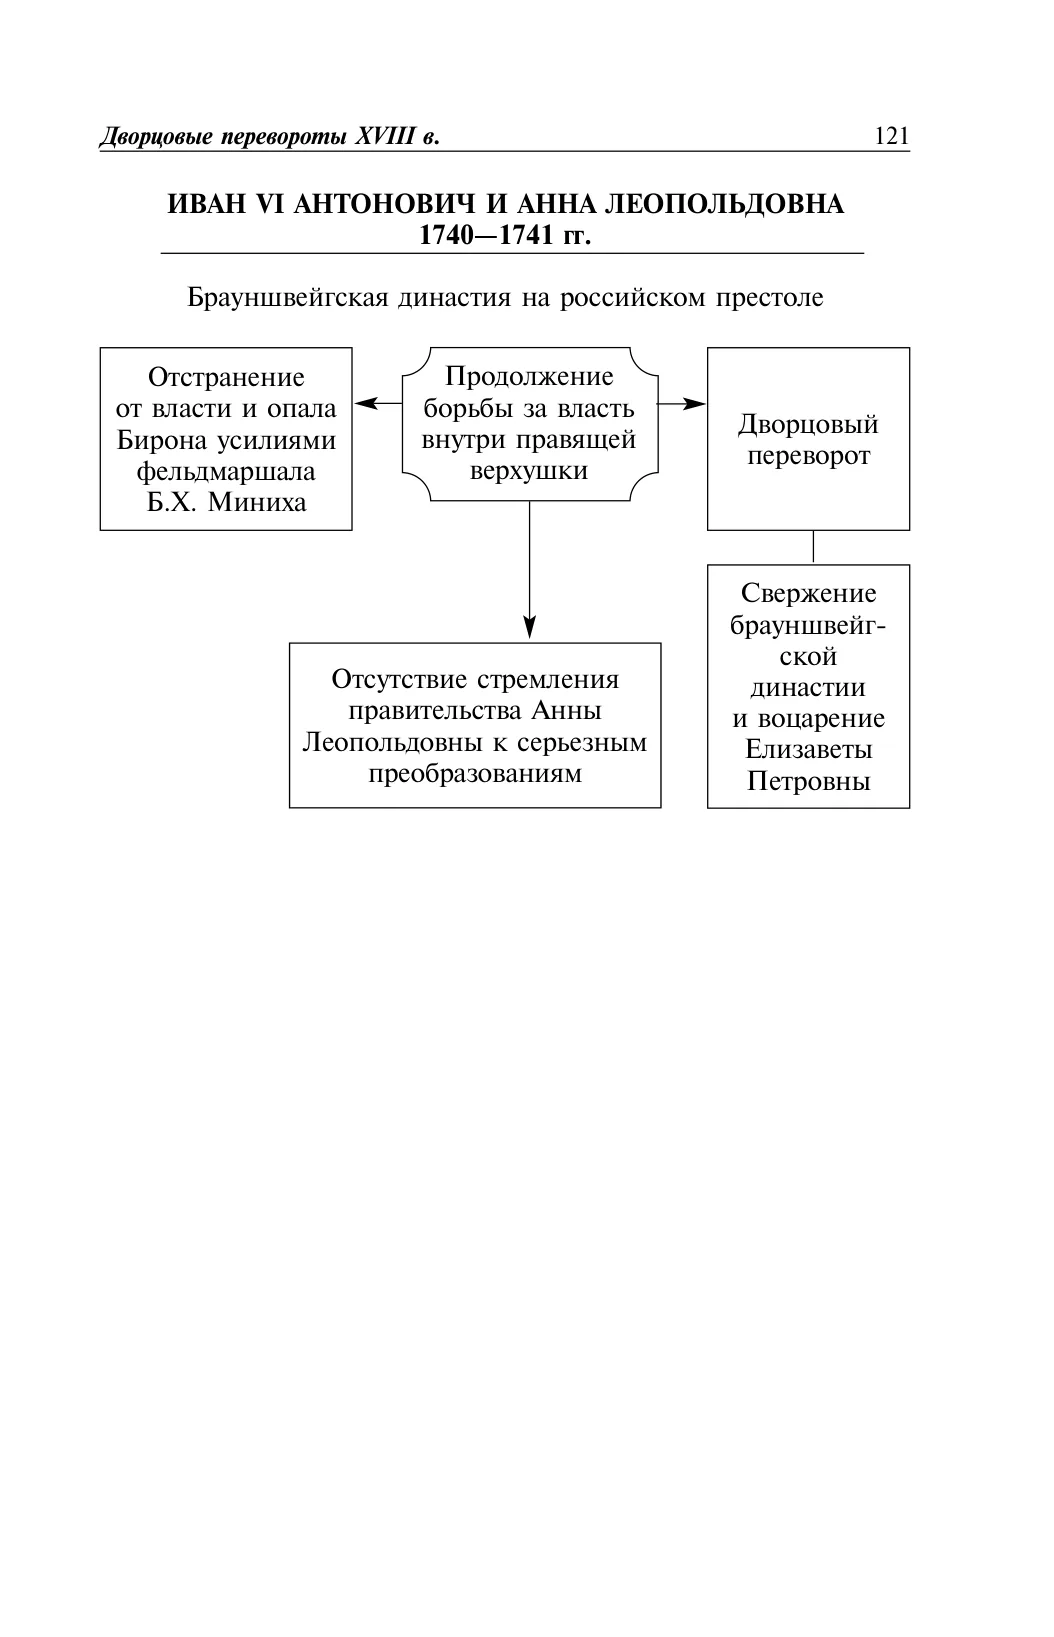 Дворцовые перевороты XVIII в. 121
ИВАН VI АНТОНОВИЧ И АННА ЛЕОПОЛЬДОВНА
1740—1741 гг.
Брауншвейгская династия на российском престоле
Отстранение
от власти и опала
Бирона усилиями
фельдмаршала
Б.Х. Миниха
Продолжение
борьбы за власть
внутри правящей
верхушки
Дворцовый
переворот
Отсутствие стремления
правительства Анны
Леопольдовны к серьезным
преобразованиям
Свержение
брауншвейг-
ской
династии
и воцарение
Елизаветы
Петровны